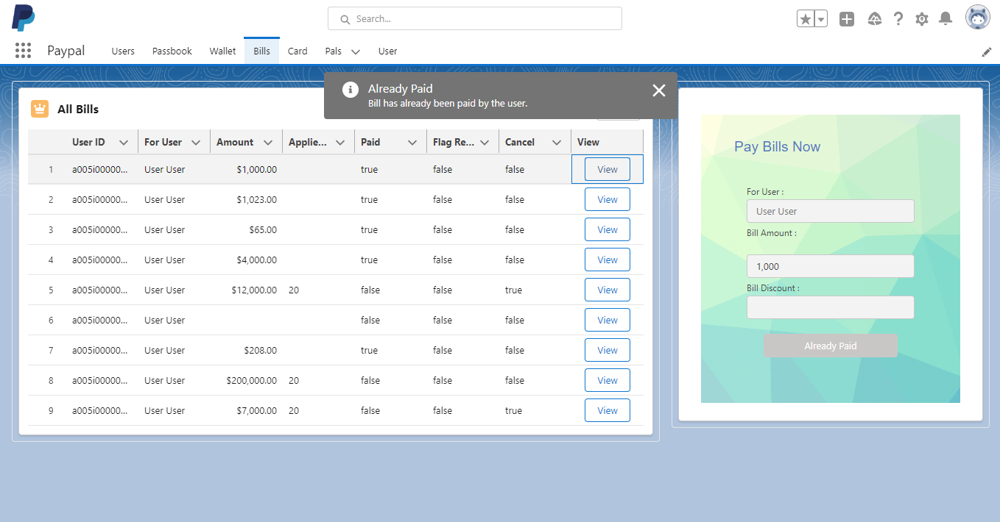 Search...
Paypal Users Passbook Wallet Bills Card Pals User
Already Paid
Bill has already been paid by the user.
All Bills
User ID For User Amount Applie... Paid Flag Re... Cancel View
1 a005i00000... User User $1,000.00 true false false View
2 a005i00000... User User $1,023.00 true false false View
3 a005i00000... User User $65.00 true false false View
4 a005i00000... User User $4,000.00 true false false View
5 a005i00000... User User $12,000.00 20 false false true View
6 a005i00000... User User false false false View
7 a005i00000... User User $208.00 true false false View
8 a005i00000... User User $200,000.00 20 false false false View
9 a005i00000... User User $7,000.00 20 false false true View
Pay Bills Now
For User :
User User
Bill Amount :
1,000
Bill Discount :
Already Paid